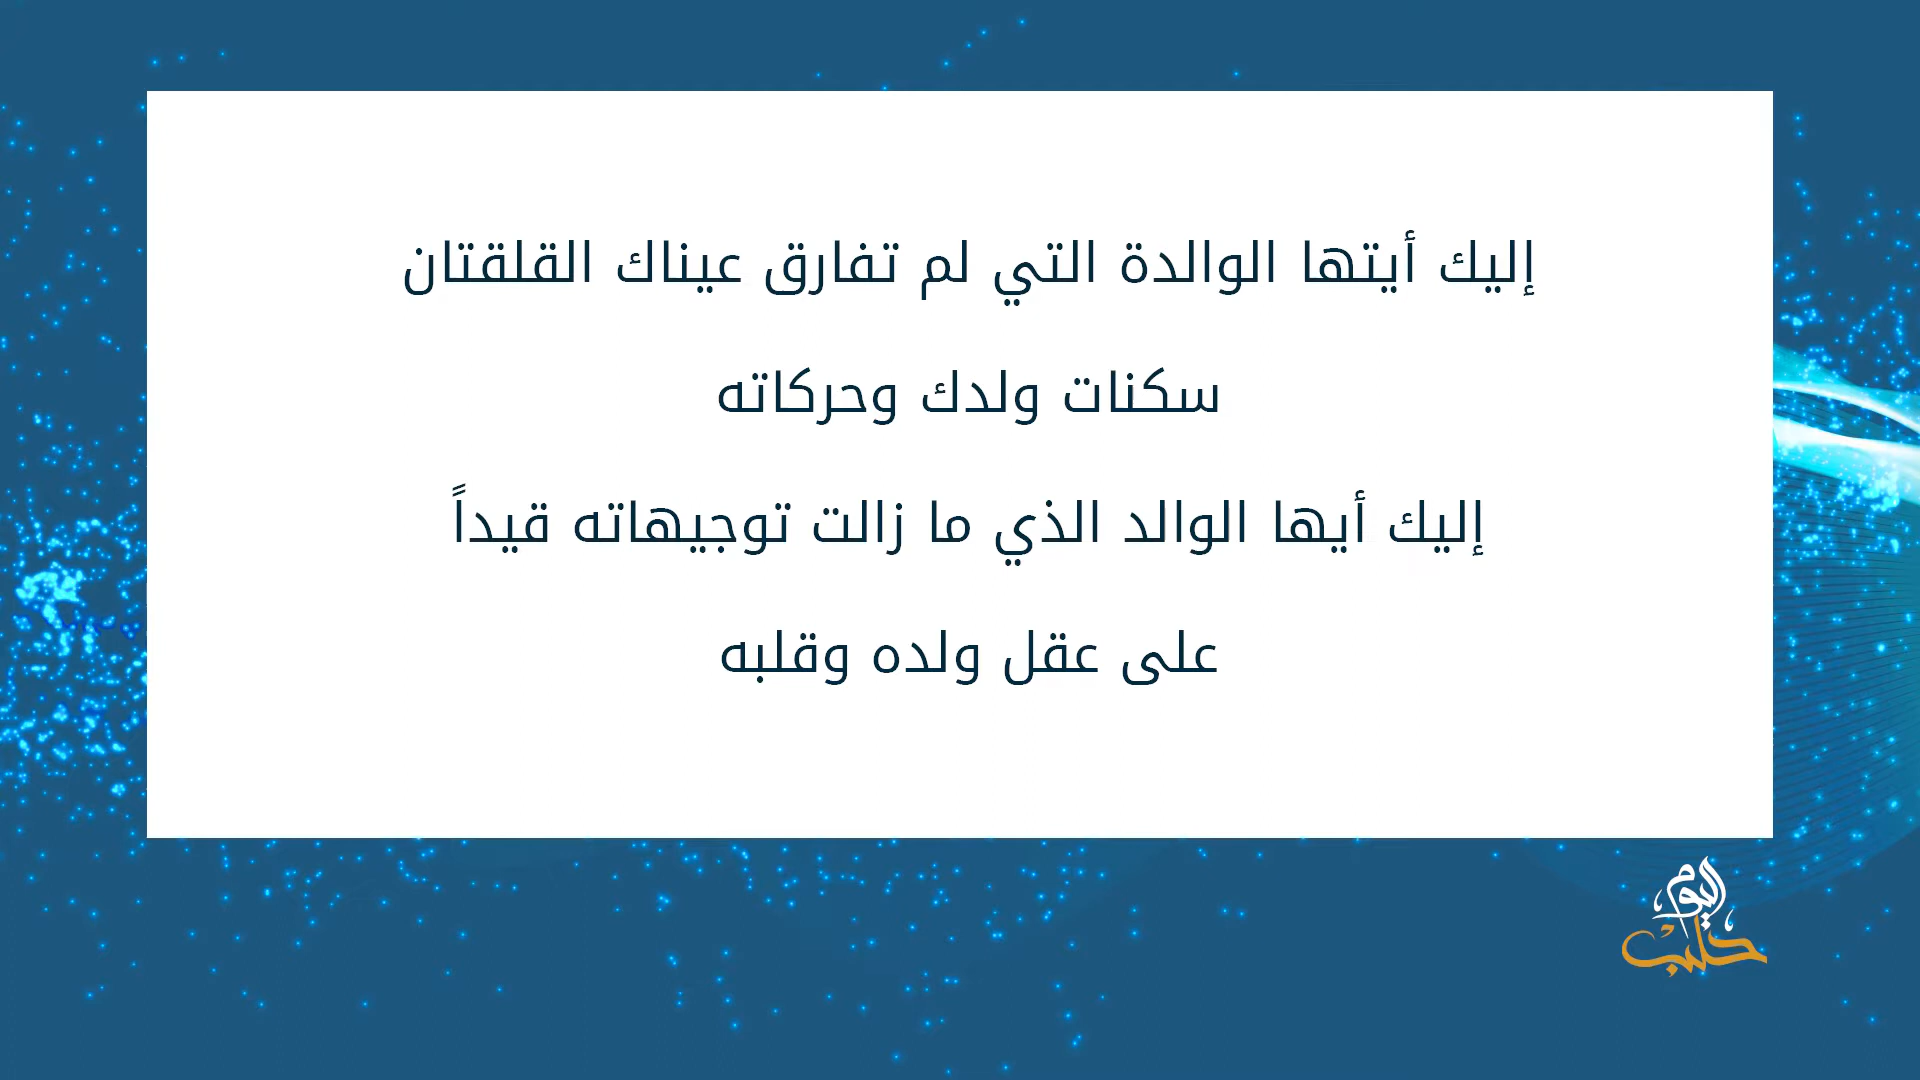 إليك أيتها الوالدة التي لم تفارق عيناك القلقتان
سكنات ولدك وحركاته
إليك أيها الوالد الذي ما زالت توجيهاته قيداً
على عقل ولده وقلبه
حلب
اليوم